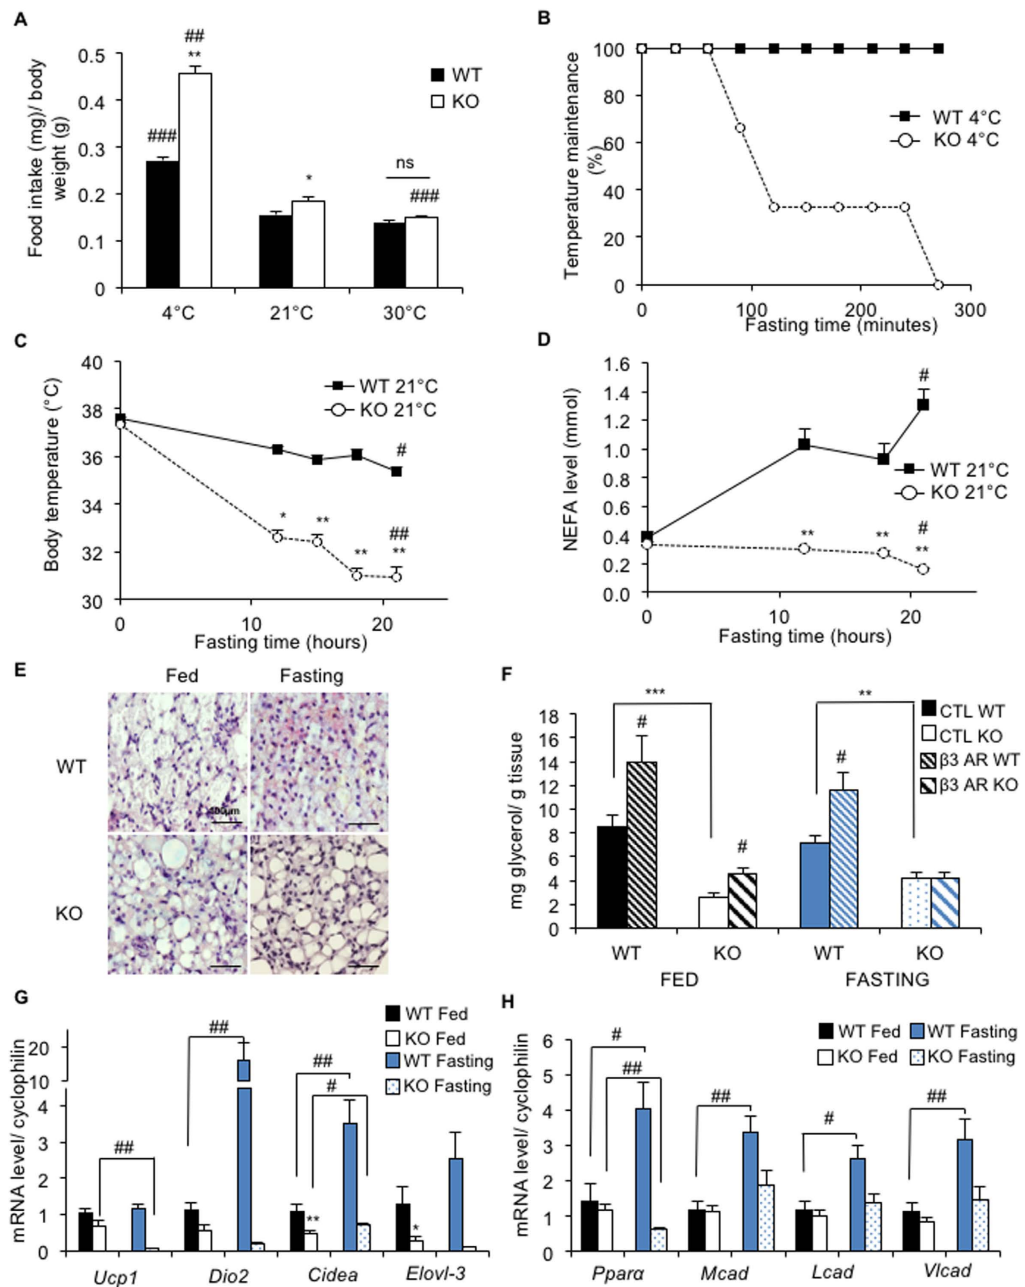 A
Food intake (mg)/ body
weight (g)
0.5
0.4
0.3
0.2
0.1
0
###
##
**
*
ns
###
WT
KO
4°C
21°C
30°C
B
Temperature maintenance
(%)
100
80
60
40
20
0
WT 4°C
KO 4°C
0
100
200
300
Fasting time (minutes)
C
Body temperature (°C)
40
38
36
34
32
30
WT 21°C
KO 21°C
#
*
**
**
##
**
0
10
20
Fasting time (hours)
D
NEFA level (mmol)
1.6
1.4
1.2
1.0
0.8
0.6
0.4
0.2
0.0
#
WT 21°C
KO 21°C
**
**
#
**
0
10
20
Fasting time (hours)
E
Fed
Fasting
WT
KO
100µm
F
mg glycerol/ g tissue
18
16
14
12
10
8
6
4
2
0
***
**
#
#
#
CTL WT
CTL KO
β3 AR WT
β3 AR KO
WT
KO
WT
KO
FED
FASTING
G
mRNA level/ cyclophilin
20
10
4
3
2
1
0
##
##
##
#
**
*
WT Fed
KO Fed
WT Fasting
KO Fasting
Ucp1
Dio2
Cidea
Elovl-3
H
mRNA level/ cyclophilin
6
5
4
3
2
1
0
#
##
##
#
##
WT Fed
WT Fasting
KO Fed
KO Fasting
Pparα
Mcad
Lcad
Vlcad